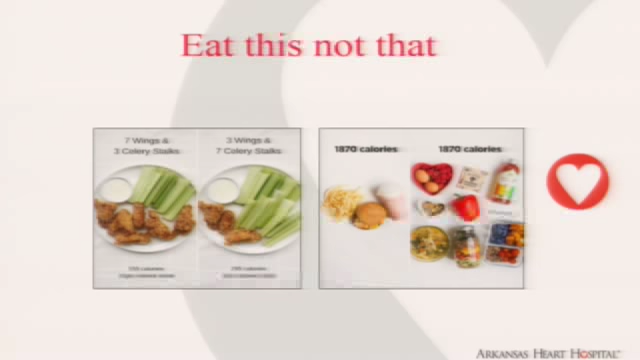 Eat this not that
7 Wings &
3 Celery Stalks
3 Wings &
7 Celery Stalks
1870 calories
1870 calories
ARKANSAS HEART HOSPITAL